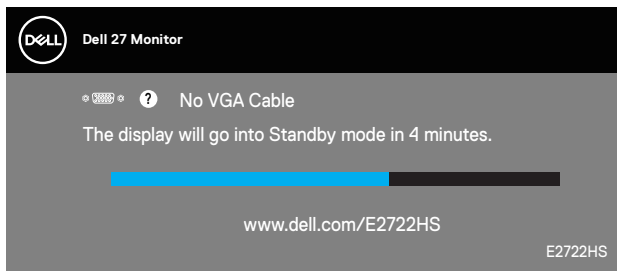 DELL
Dell 27 Monitor
? No VGA Cable
The display will go into Standby mode in 4 minutes.
www.dell.com/E2722HS
E2722HS